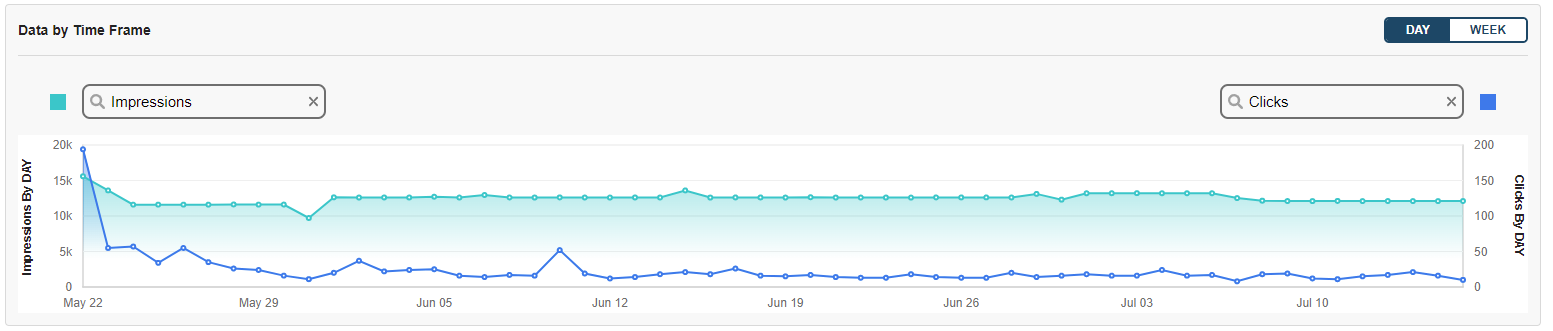 Data by Time Frame
DAY WEEK
Impressions
Clicks
Impressions By DAY
20k
15k
10k
5k
0
200
150
100
50
0
Clicks By DAY
May 22 May 29 Jun 05 Jun 12 Jun 19 Jun 26 Jul 03 Jul 10